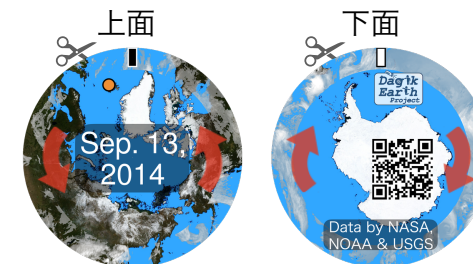 上面
下面
Sep. 13,
2014
Dagik
Earth
Project
Data by NASA,
NOAA & USGS